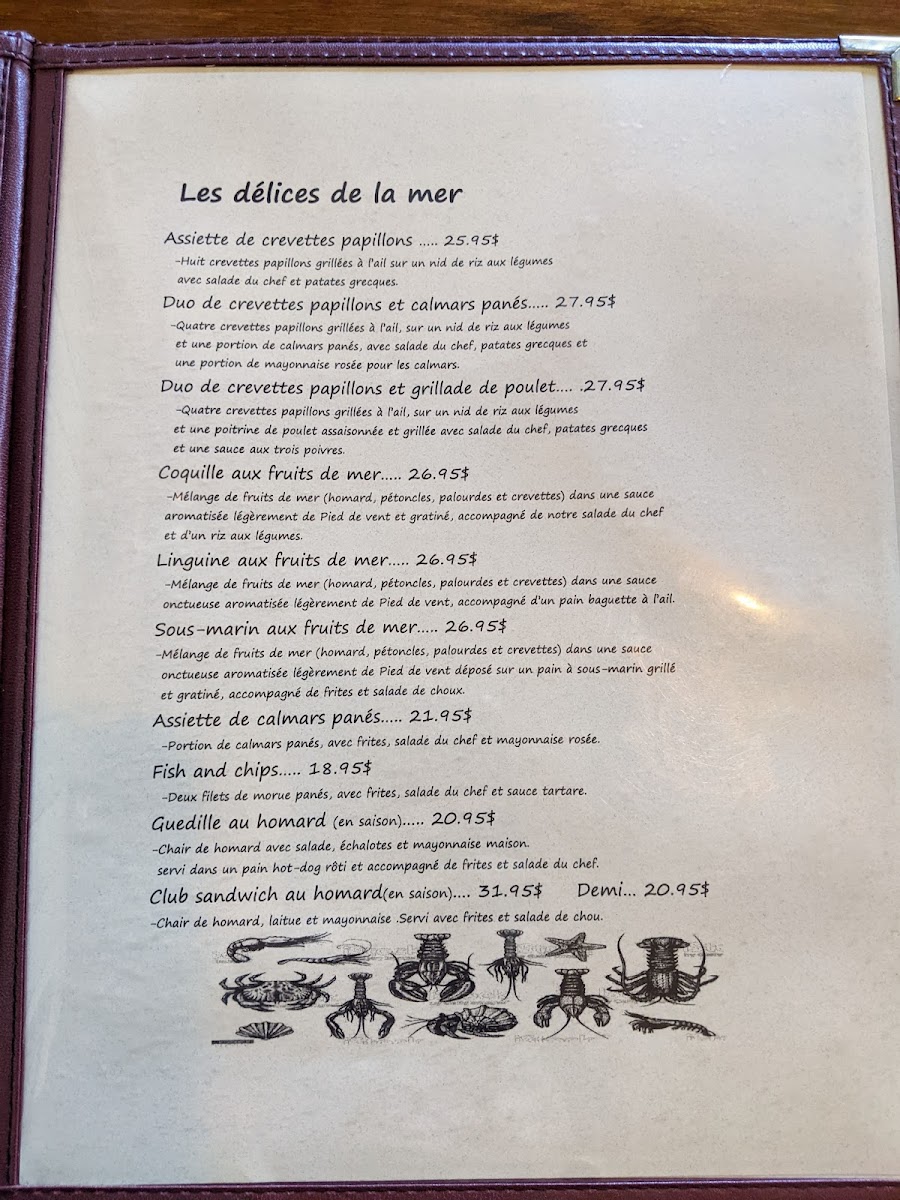 Les délices de la mer
Assiette de crevettes papillons ..... 25.95$
-Huit crevettes papillons grillées à l'ail sur un nid de riz aux légumes
avec salade du chef et patates grecques.
Duo de crevettes papillons et calmars panés..... 27.95$
-Quatre crevettes papillons grillées à l'ail, sur un nid de riz aux légumes
et une portion de calmars panés, avec salade du chef, patates grecques et
une portion de mayonnaise rosée pour les calmars.
Duo de crevettes papillons et grillade de poulet.... .27.95$
-Quatre crevettes papillons grillées à l'ail, sur un nid de riz aux légumes
et une poitrine de poulet assaisonnée et grillée avec salade du chef, patates grecques
et une sauce aux trois poivres.
Coquille aux fruits de mer..... 26.95$
-Mélange de fruits de mer (homard, pétoncles, palourdes et crevettes) dans une sauce
aromatisée légèrement de Pied de vent et gratiné, accompagné de notre salade du chef
et d'un riz aux légumes.
Linguine aux fruits de mer..... 26.95$
-Mélange de fruits de mer (homard, pétoncles, palourdes et crevettes) dans une sauce
onctueuse aromatisée légèrement de Pied de vent, accompagné d'un pain baguette à l'ail.
Sous-marin aux fruits de mer..... 26.95$
-Mélange de fruits de mer (homard, pétoncles, palourdes et crevettes) dans une sauce
onctueuse aromatisée légèrement de Pied de vent déposé sur un pain à sous-marin grillé
et gratiné, accompagné de frites et salade de choux.
Assiette de calmars panés..... 21.95$
-Portion de calmars panés, avec frites, salade du chef et mayonnaise rosée.
Fish and chips..... 18.95$
-Deux filets de morue panés, avec frites, salade du chef et sauce tartare.
Guedille au homard (en saison)..... 20.95$
-Chair de homard avec salade, échalotes et mayonnaise maison.
servi dans un pain hot-dog rôti et accompagné de frites et salade du chef.
Club sandwich au homard(en saison).... 31.95$ Demi... 20.95$
-Chair de homard, laitue et mayonnaise .Servi avec frites et salade de chou.